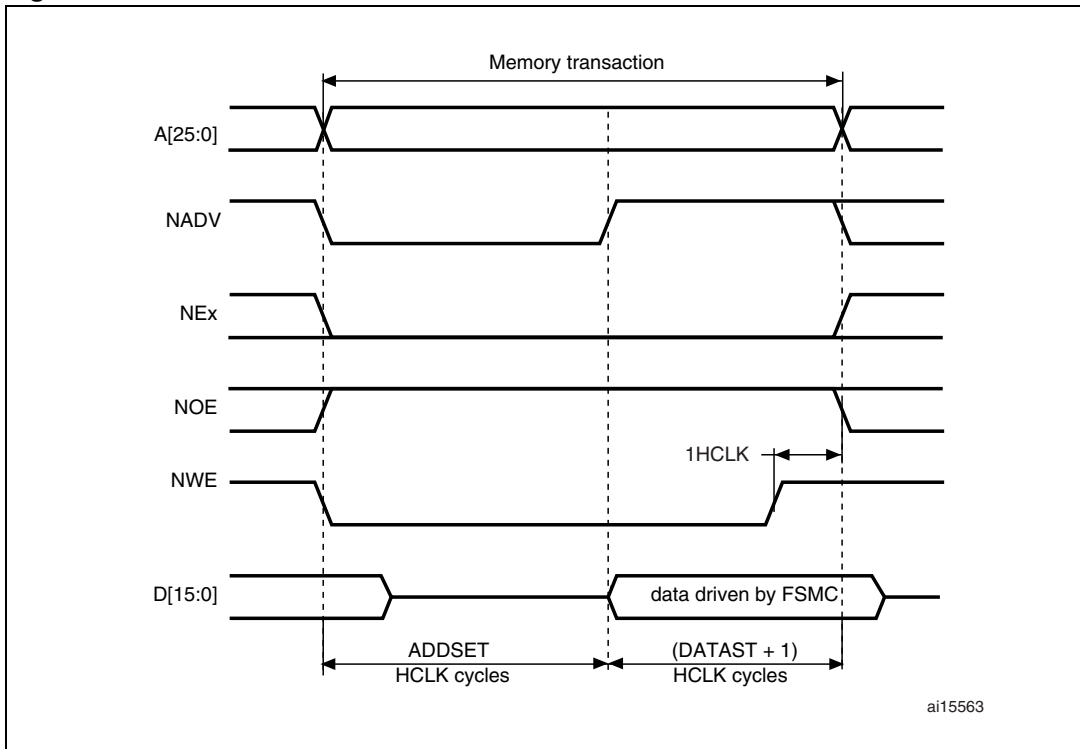 Memory transaction
A[25:0]
NADV
NEx
NOE
1HCLK
NWE
D[15:0]
data driven by FSMC
ADDSET
HCLK cycles
(DATAST + 1)
HCLK cycles
ai15563